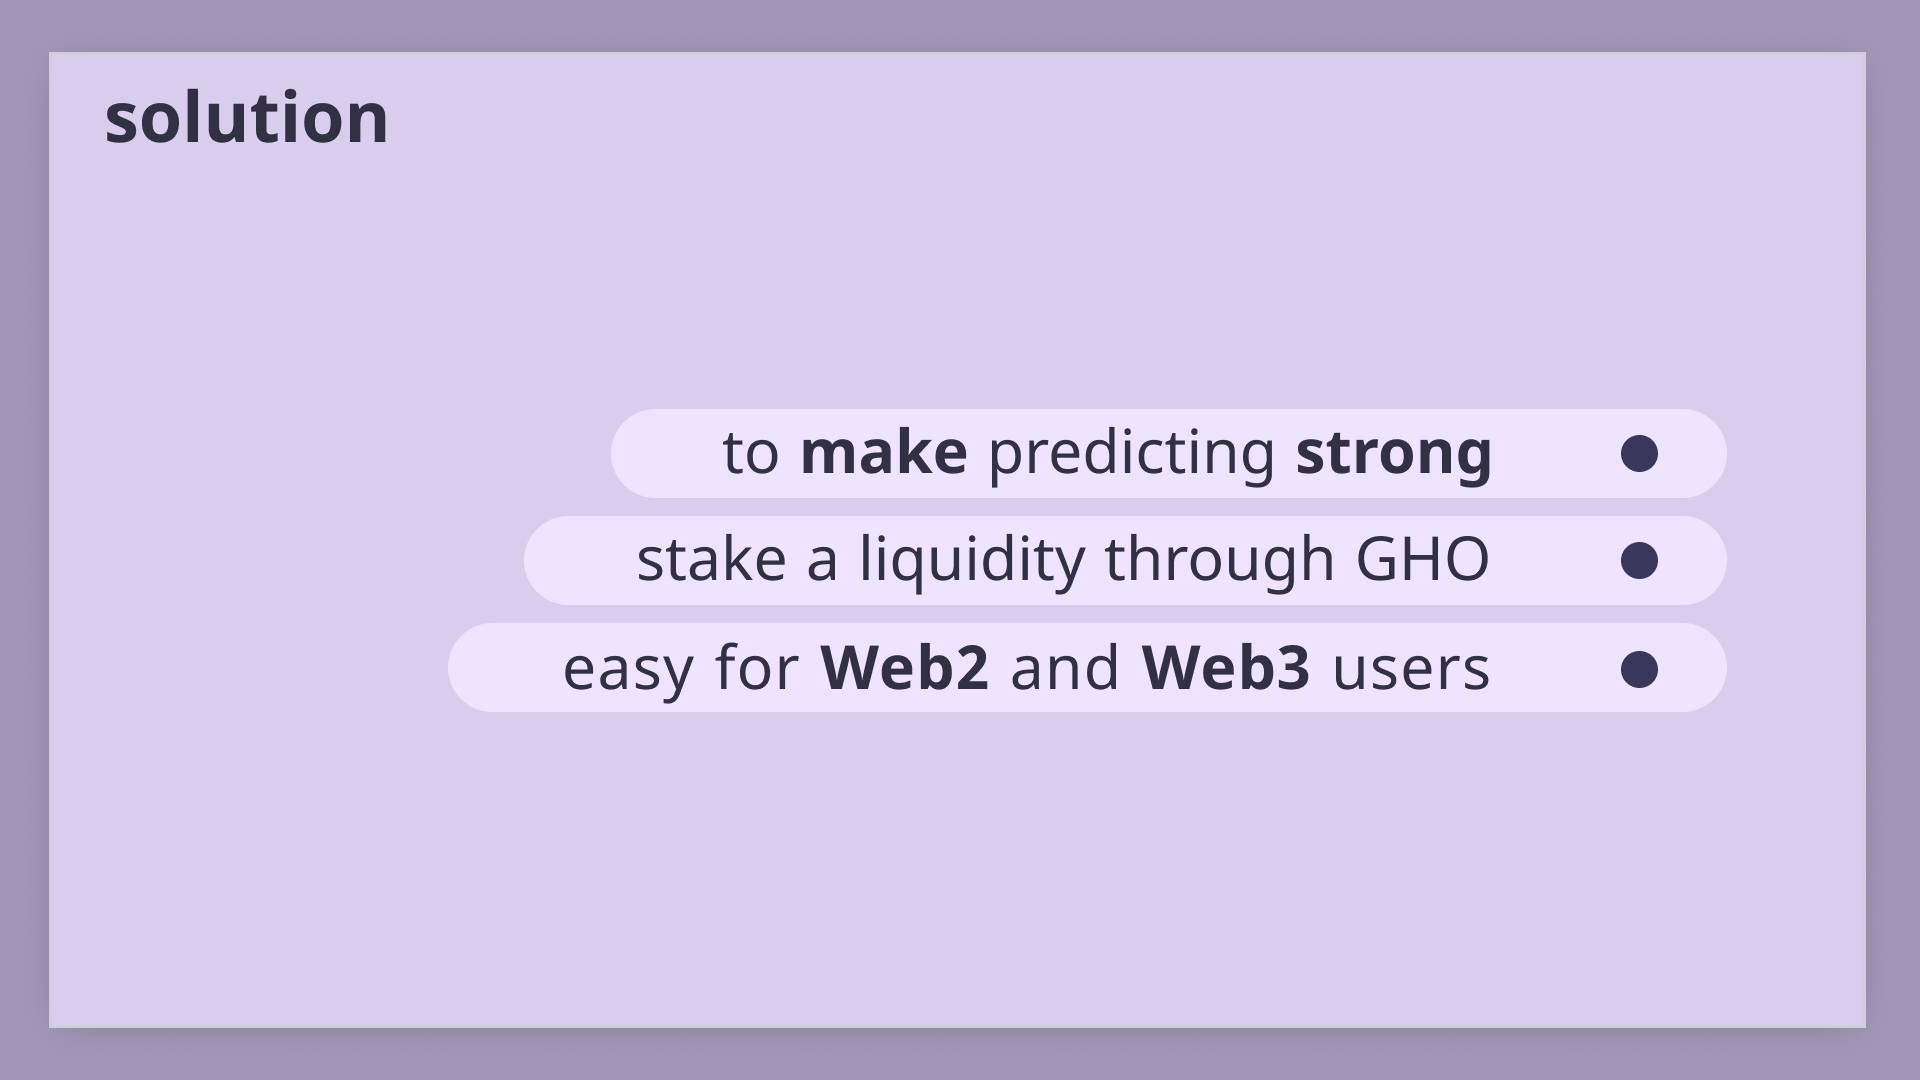 solution
to make predicting strong
stake a liquidity through GHO
easy for Web2 and Web3 users